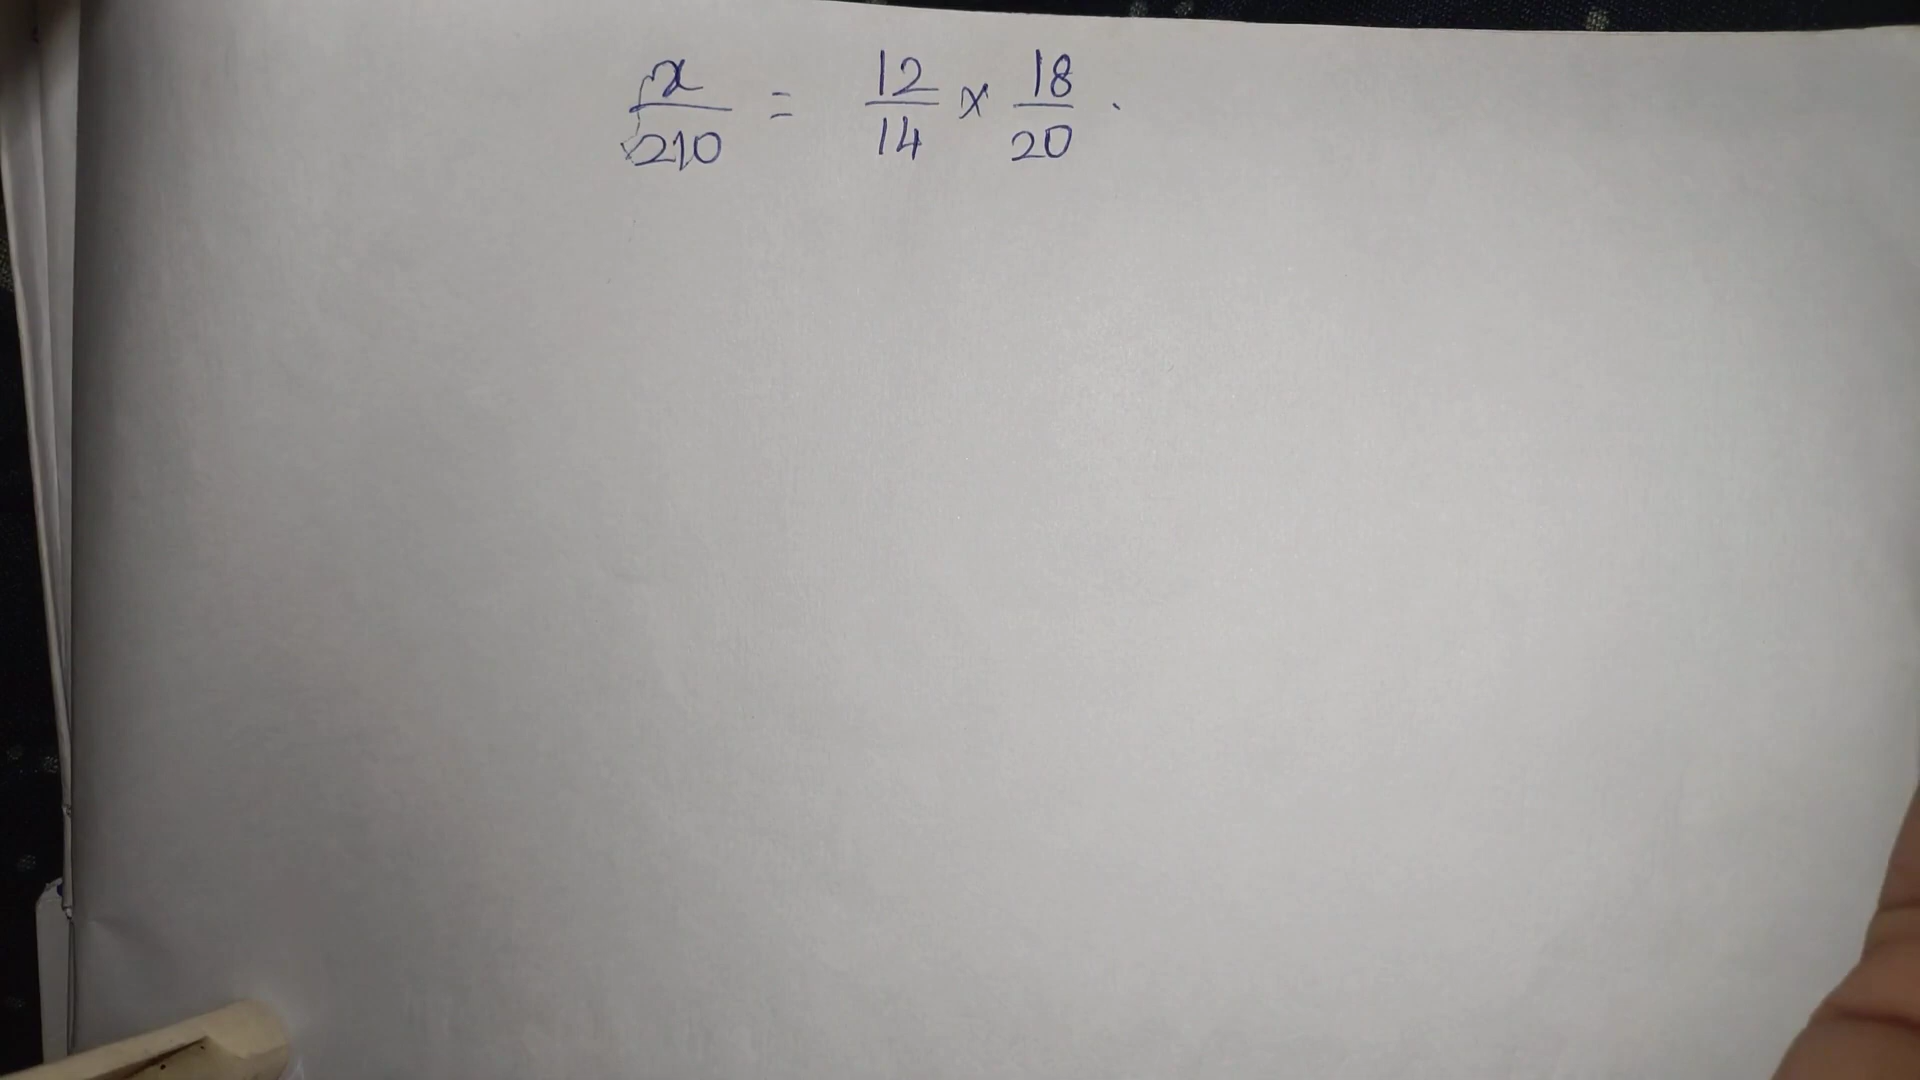 x/210 = 12/14 × 18/20 .